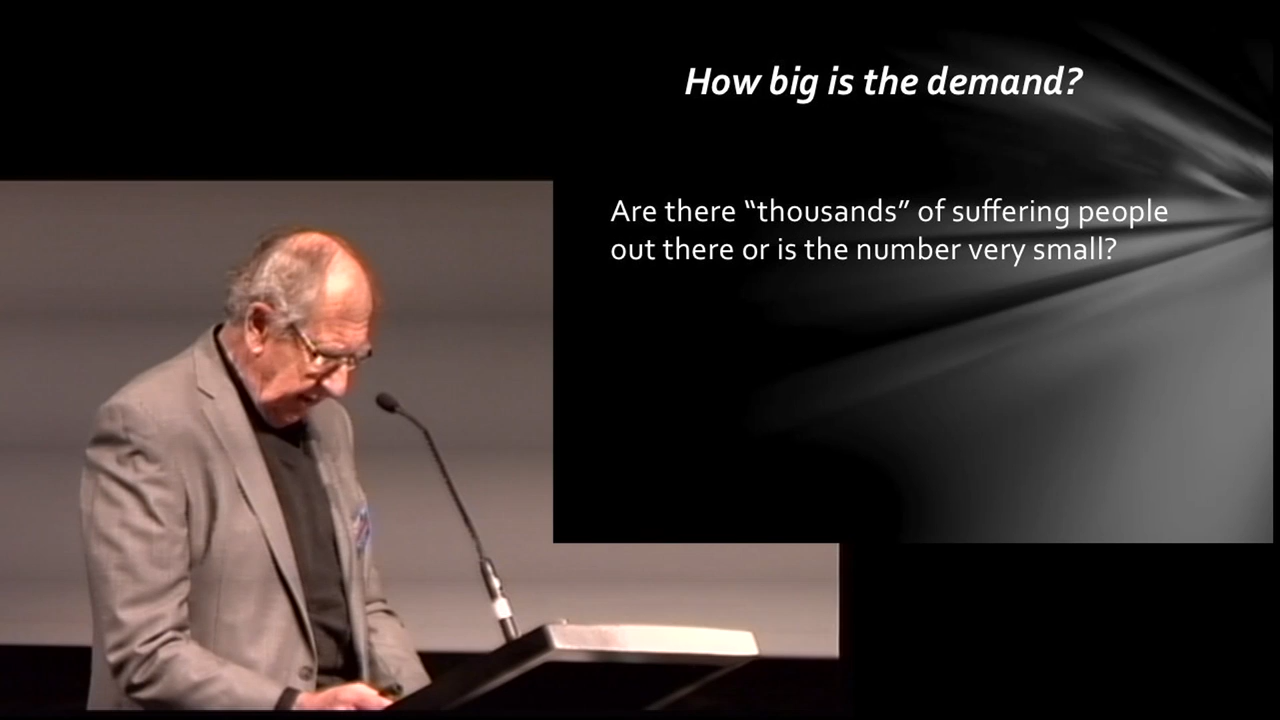 How big is the demand?
Are there “thousands” of suffering people
out there or is the number very small?